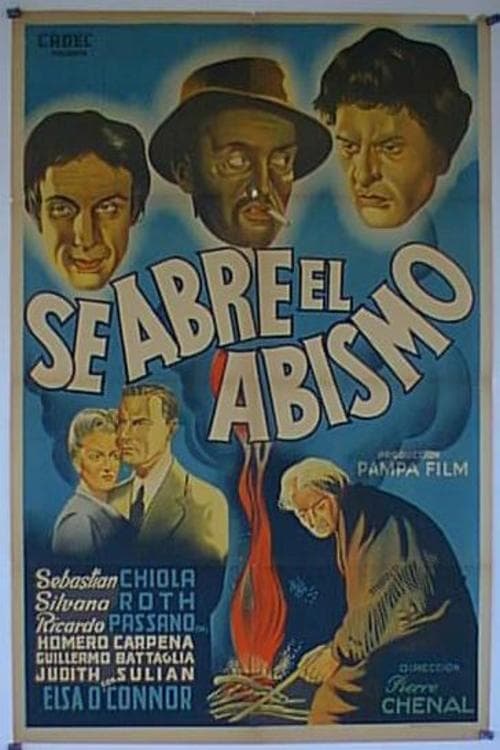 CADEC
SE ABRE EL
ABISMO
PRODUCCION
PAMPA FILM
Sebastian CHIOLA
Silvana ROTH
Ricardo PASSANO (H)
HOMERO CARPENA
GUILLERMO BATTAGLIA
JUDITH SULIAN
con
ELSA O'CONNOR
DIRECCION
Pierre
CHENAL